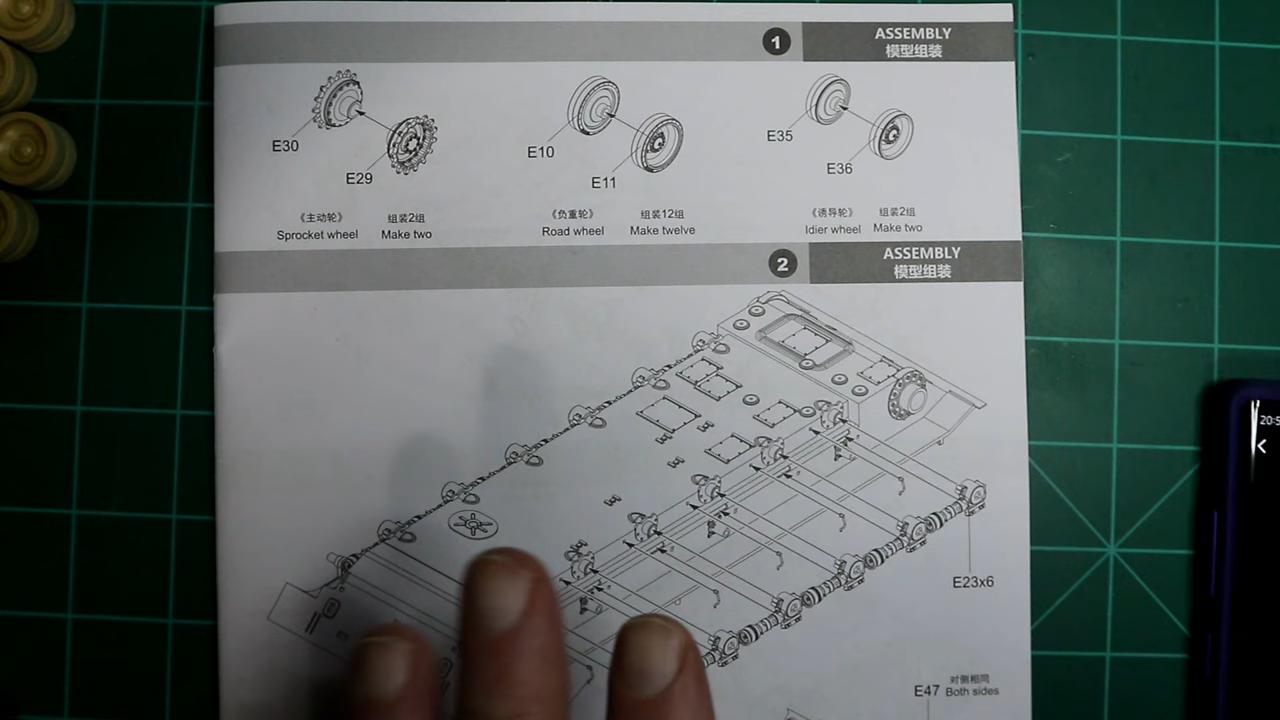 1
ASSEMBLY
模型组装
E30
E29
E10
E11
E35
E36
《主动轮》 组装2组
Sprocket wheel Make two
《负重轮》 组装12组
Road wheel Make twelve
《诱导轮》 组装2组
Idier wheel Make two
2
ASSEMBLY
模型组装
E23x6
E47
对侧相同
Both sides